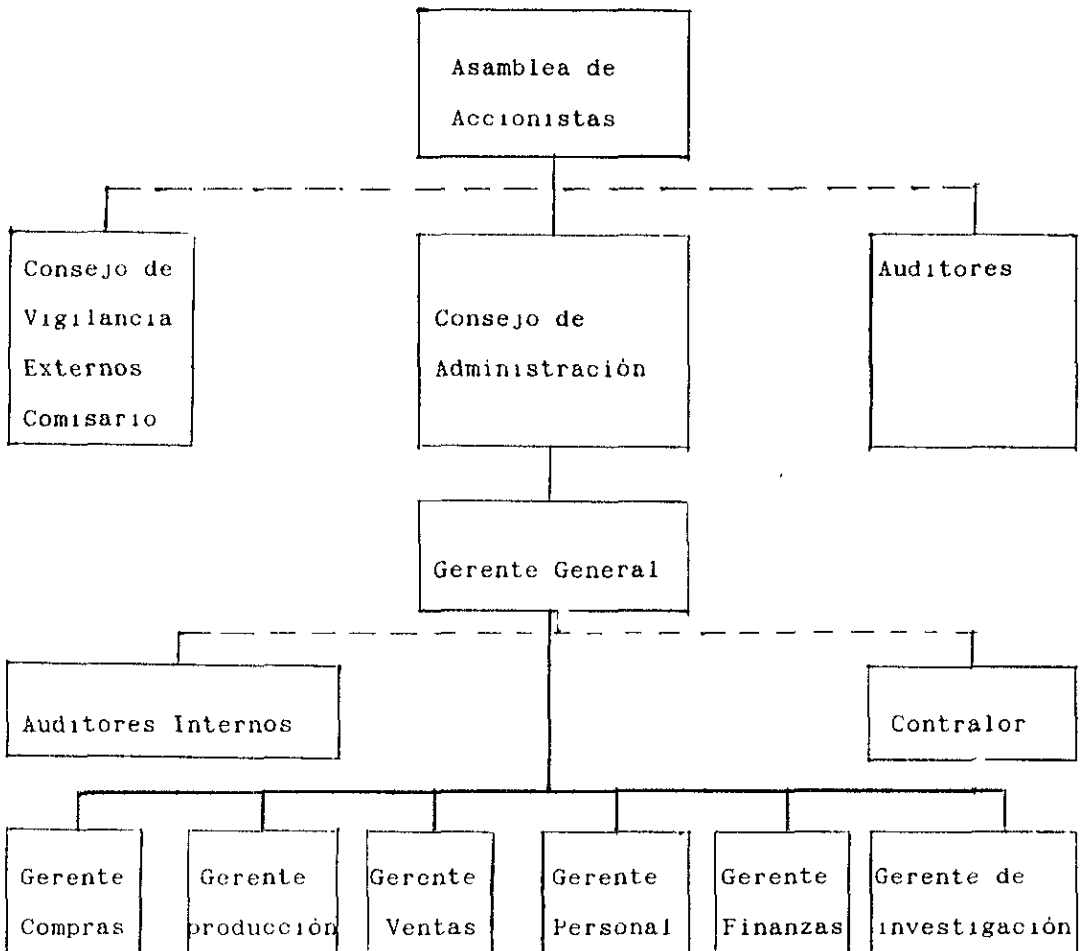 Asamblea de
Accionistas
Consejo de
Vigilancia
Externos
Comisario
Consejo de
Administración
Auditores
Gerente General
Auditores Internos
Contralor
Gerente
Compras
Gerente
producción
Gerente
Ventas
Gerente
Personal
Gerente
Finanzas
Gerente de
investigación